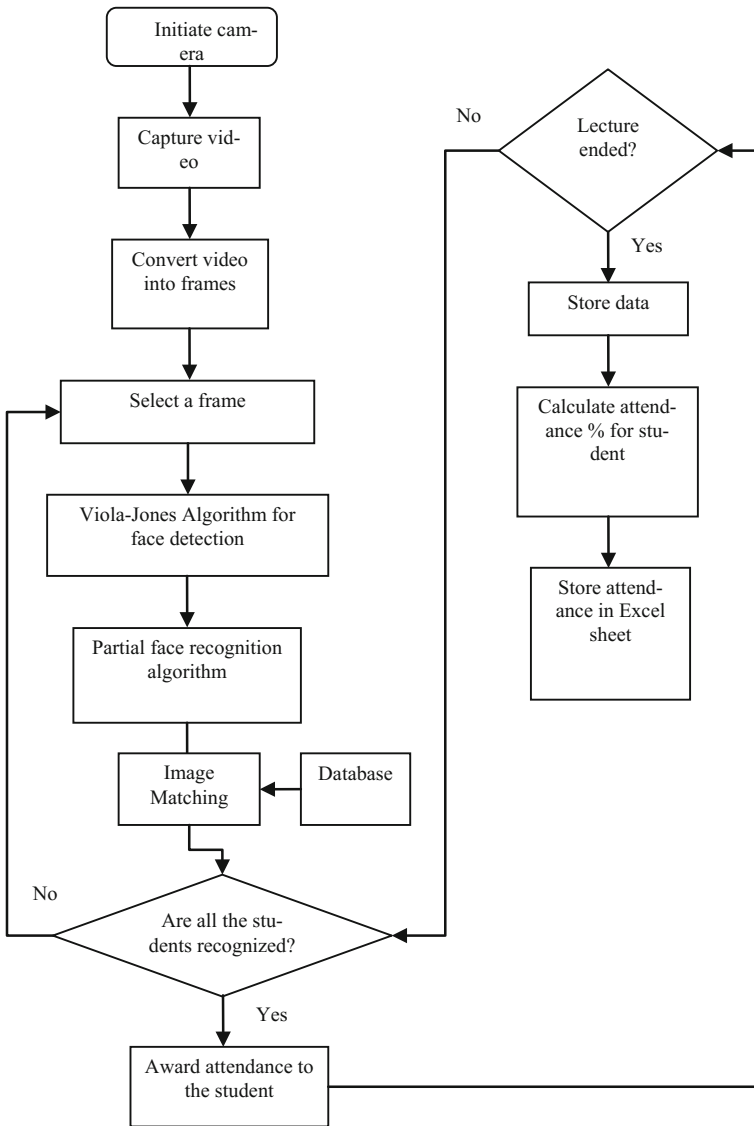 Initiate cam-
era
Capture vid-
eo
Convert video
into frames
Select a frame
Viola-Jones Algorithm for
face detection
Partial face recognition
algorithm
Image
Matching
Database
No
Are all the stu-
dents recognized?
Yes
Award attendance to
the student
No
Lecture
ended?
Yes
Store data
Calculate attend-
ance % for stu-
dent
Store attend-
ance in Excel
sheet